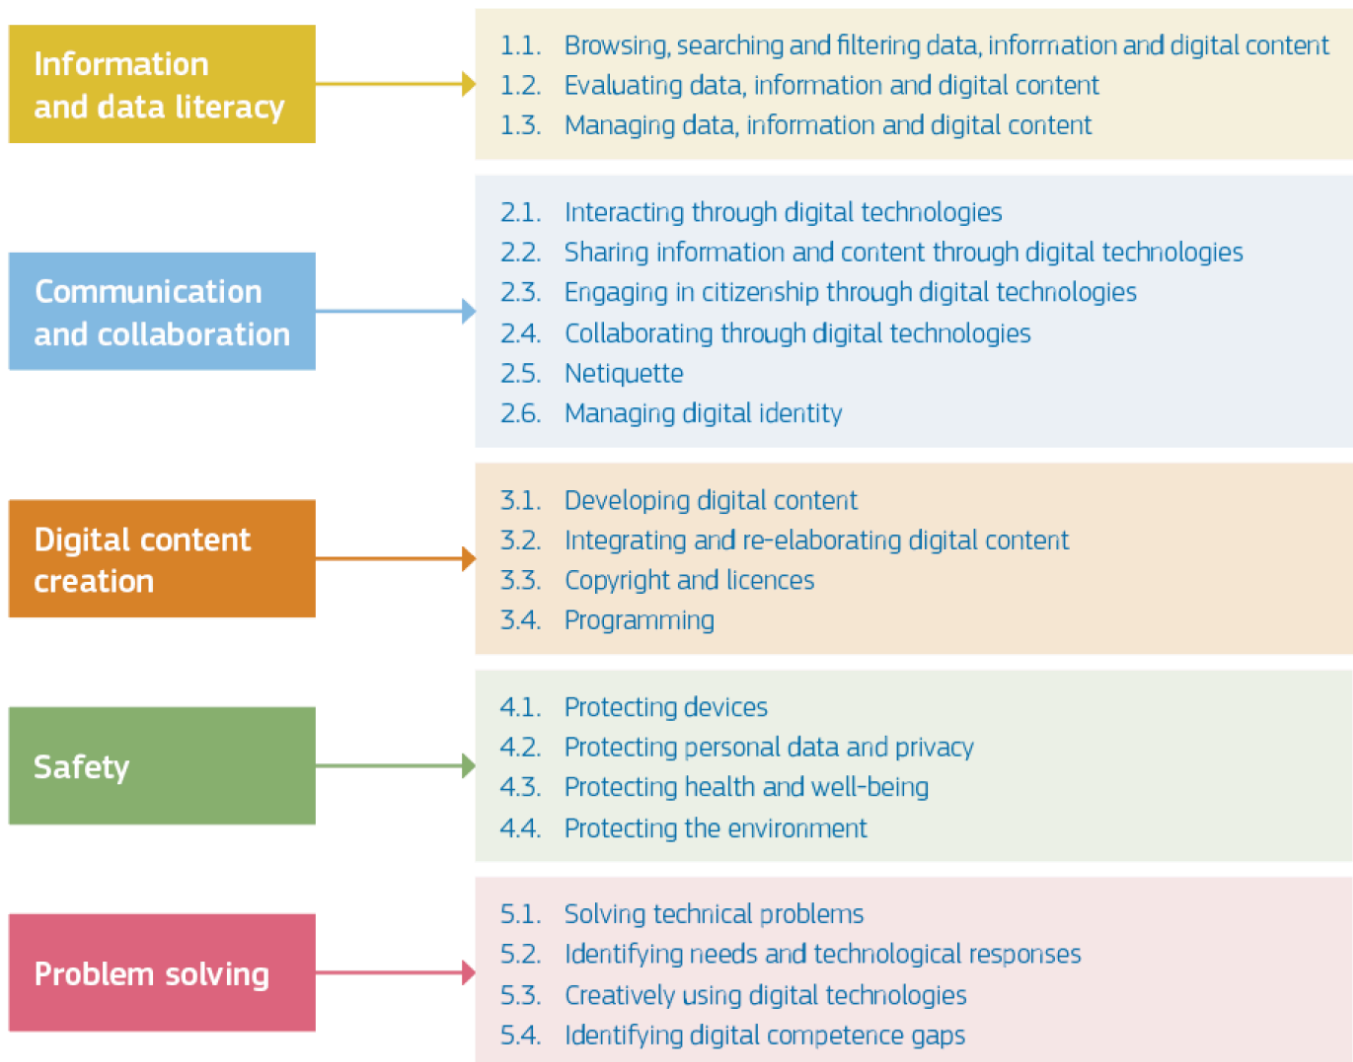 Information
and data literacy
1.1. Browsing, searching and filtering data, information and digital content
1.2. Evaluating data, information and digital content
1.3. Managing data, information and digital content
Communication
and collaboration
2.1. Interacting through digital technologies
2.2. Sharing information and content through digital technologies
2.3. Engaging in citizenship through digital technologies
2.4. Collaborating through digital technologies
2.5. Netiquette
2.6. Managing digital identity
Digital content
creation
3.1. Developing digital content
3.2. Integrating and re-elaborating digital content
3.3. Copyright and licences
3.4. Programming
Safety
4.1. Protecting devices
4.2. Protecting personal data and privacy
4.3. Protecting health and well-being
4.4. Protecting the environment
Problem solving
5.1. Solving technical problems
5.2. Identifying needs and technological responses
5.3. Creatively using digital technologies
5.4. Identifying digital competence gaps